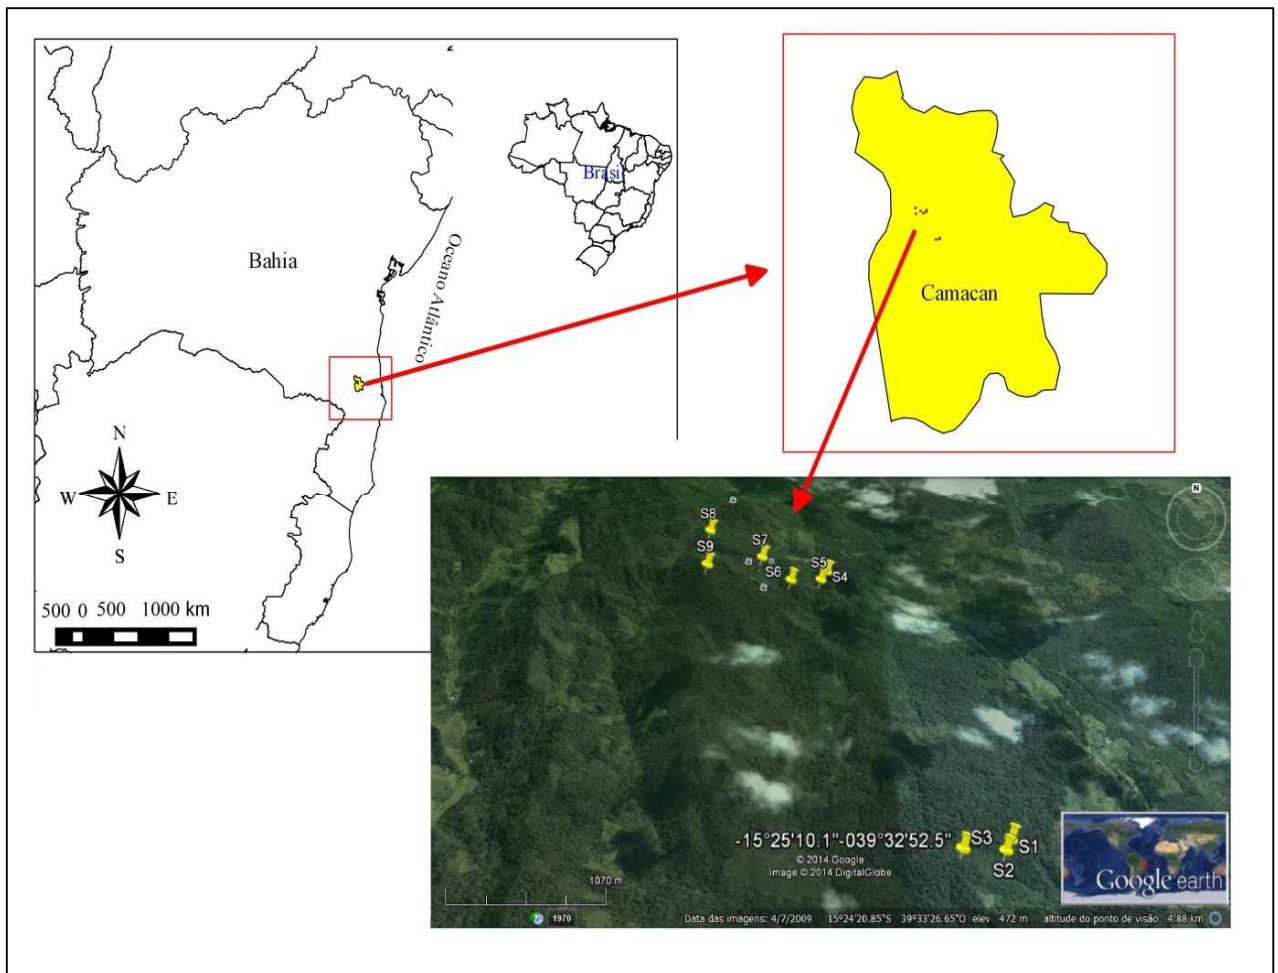 Brasil
Bahia
Oceano Atlântico
Camacan
N
W E
S
500 0 500 1000 km
N
S8
S9
S7
S6
S5
S4
-15°25'10.1"-039°32'52.5"
S3
S1
S2
© 2014 Google
Image © 2014 DigitalGlobe
1070 m
Google earth
1970
Data das imagens: 4/7/2009 15°24'20.85"S 39°33'26.65"O elev 472 m altitude do ponto de visão 4.88 km